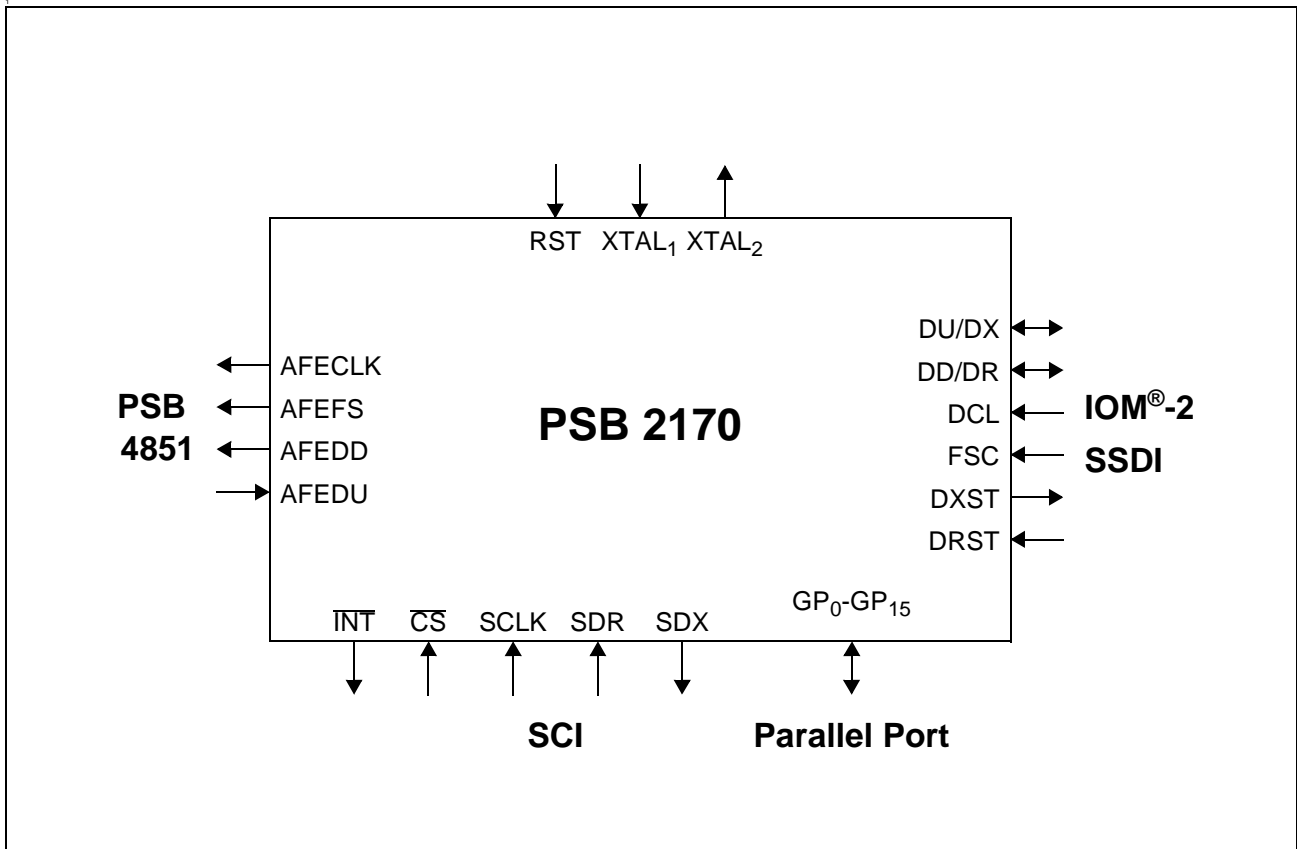 RST XTAL₁ XTAL₂
DU/DX
AFECLK
DD/DR
PSB
AFEFS
PSB 2170
DCL
IOM®-2
4851
AFEDD
FSC
SSDI
AFEDU
DXST
DRST
GP₀-GP₁₅
INT CS SCLK SDR SDX
SCI
Parallel Port